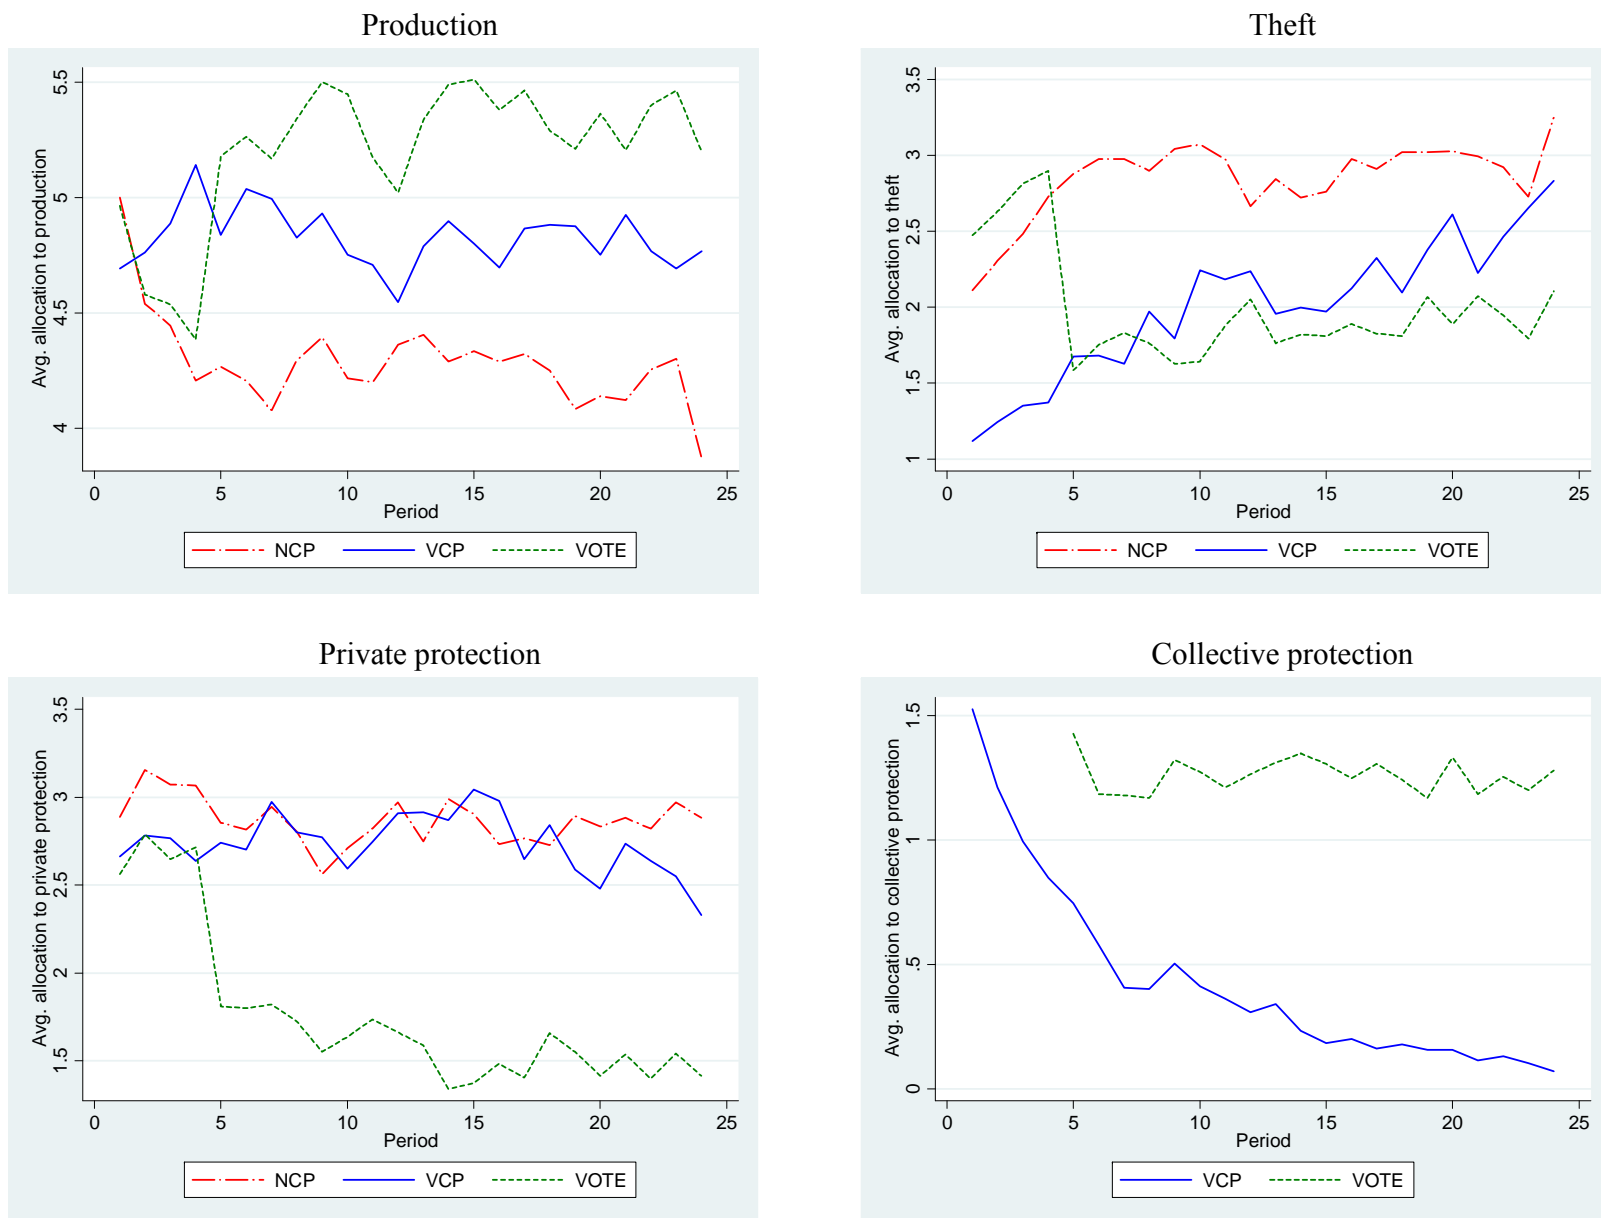 Production
Theft
Avg. allocation to production
5.5
5
4.5
4
0 5 10 15 20 25
Period
NCP VCP VOTE
Avg. allocation to theft
3.5
3
2.5
2
1.5
1
0 5 10 15 20 25
Period
NCP VCP VOTE
Private protection
Collective protection
Avg. allocation to private protection
3.5
3
2.5
2
1.5
0 5 10 15 20 25
Period
NCP VCP VOTE
Avg. allocation to collective protection
1.5
1
.5
0
0 5 10 15 20 25
Period
VCP VOTE